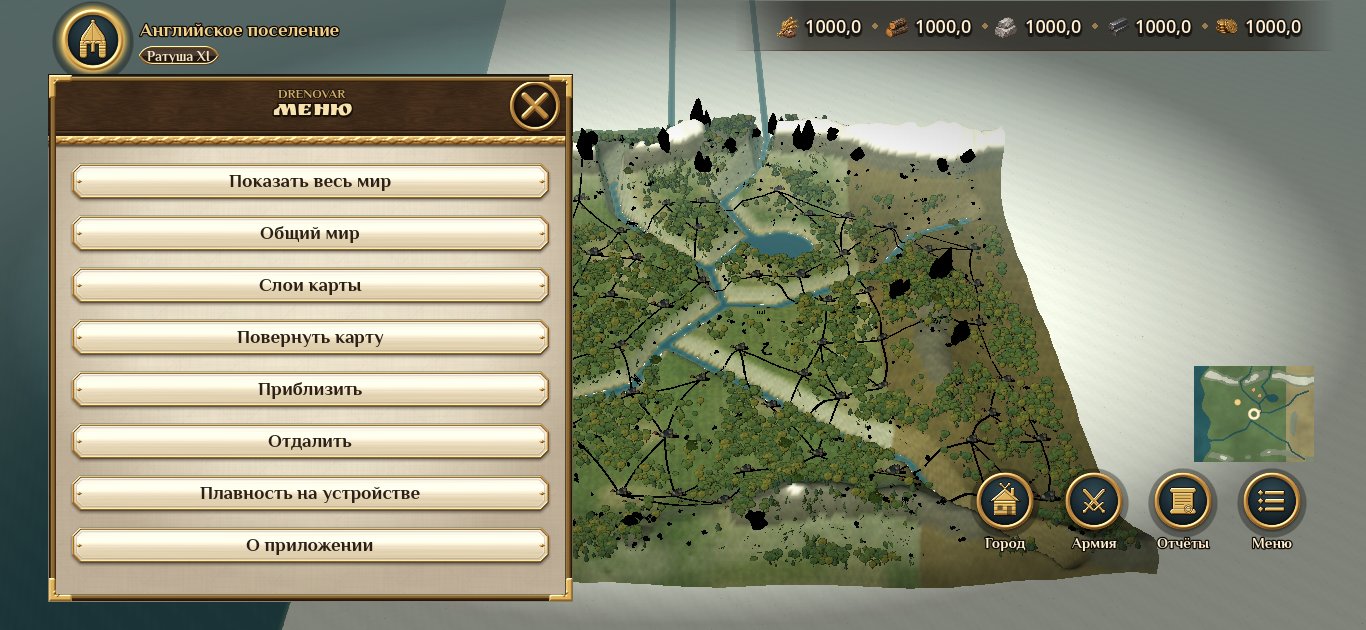 Английское поселение
Ратуша XI
1000,0
1000,0
1000,0
1000,0
1000,0
DRENOVAR
МЕНЮ
Показать весь мир
Общий мир
Слои карты
Повернуть карту
Приблизить
Отдалить
Плавность на устройстве
О приложении
Город
Армия
Отчёты
Меню